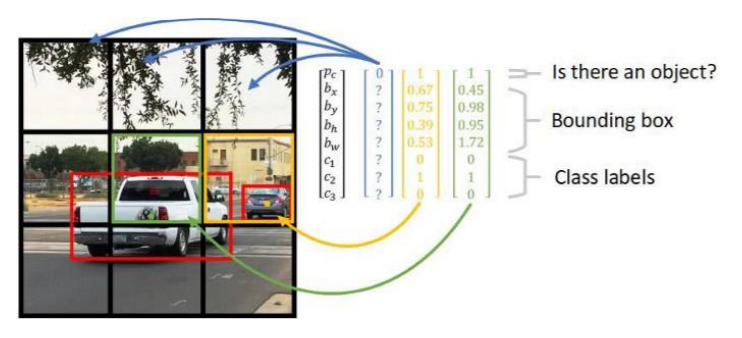 p_c 0 1 1 Is there an object?
b_x ? 0.67 0.45
b_y ? 0.75 0.98 Bounding box
b_h ? 0.39 0.95
b_w ? 0.53 1.72
c_1 ? 0 0 Class labels
c_2 ? 1 1
c_3 ? 0 0